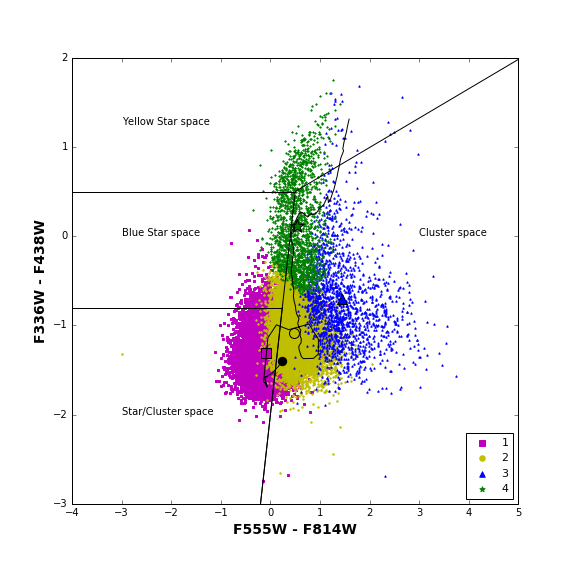 2
1
0
−1
−2
−3
F336W - F438W
Yellow Star space
Blue Star space
Cluster space
Star/Cluster space
1
2
3
4
−4 −3 −2 −1 0 1 2 3 4 5
F555W - F814W